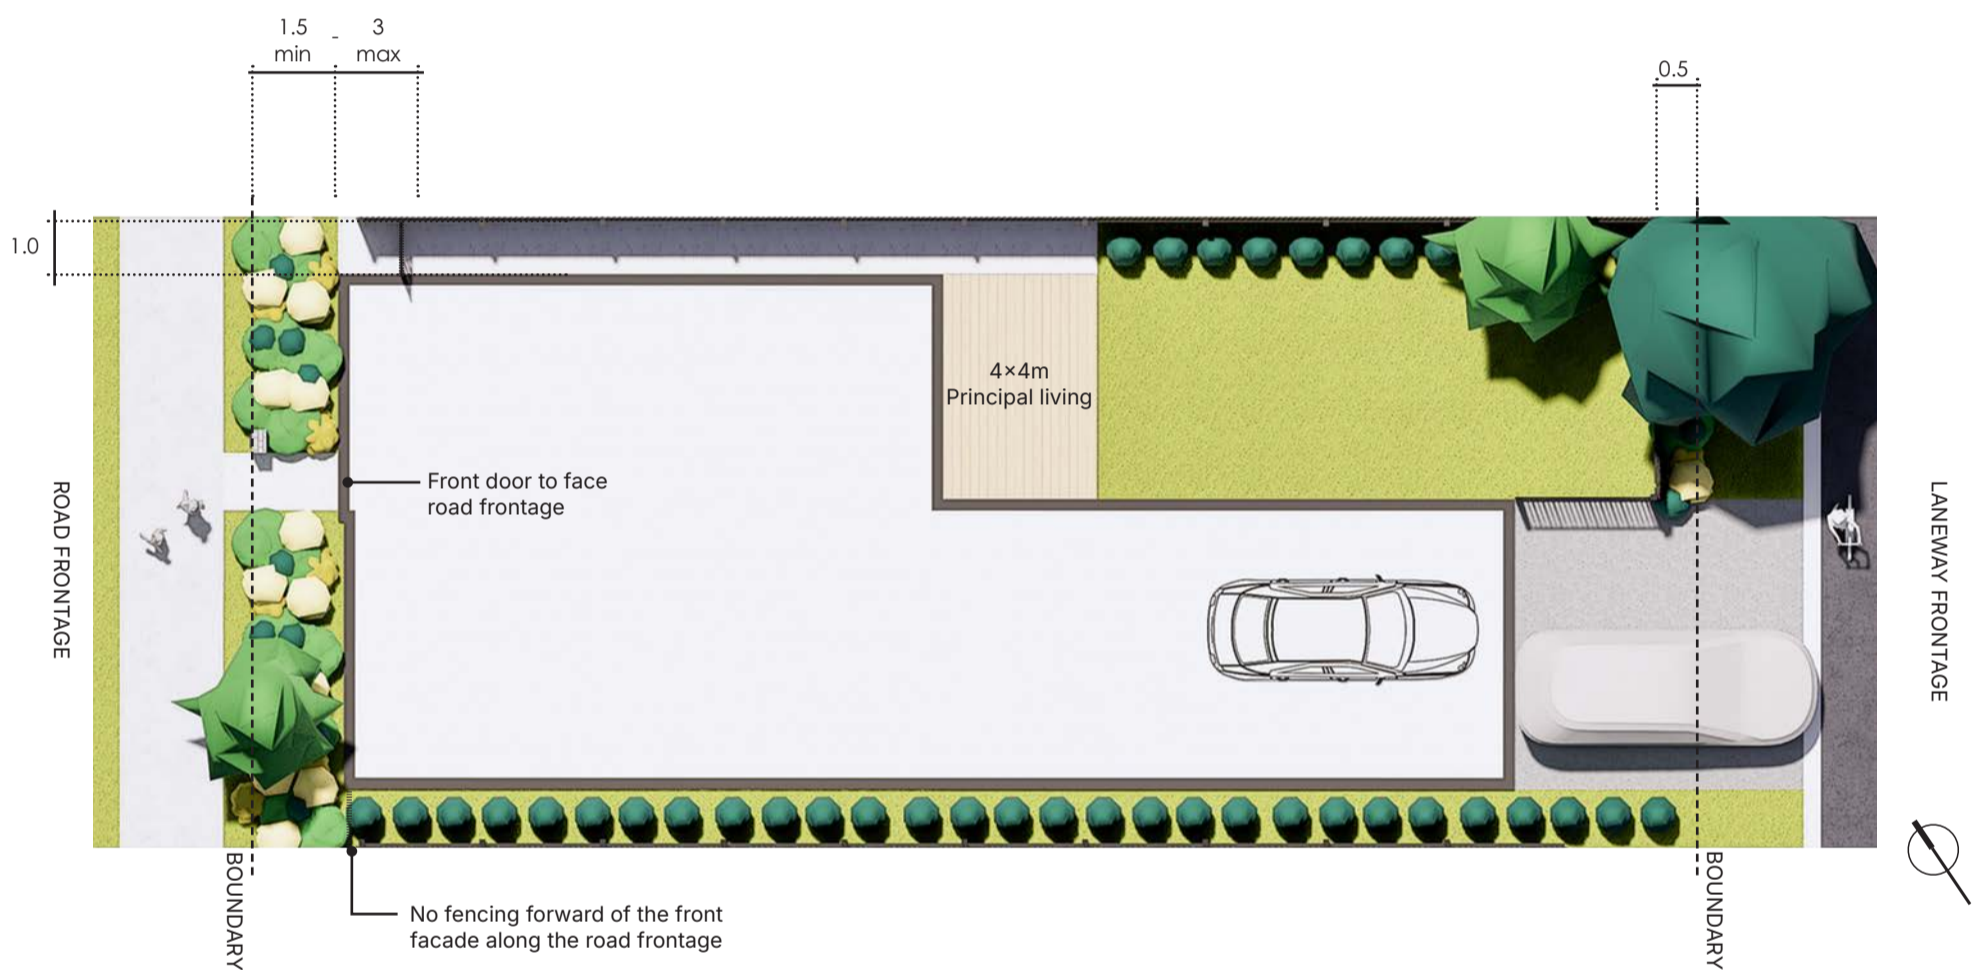 1.5
min
-
3
max
0.5
1.0
4×4m
Principal living
Front door to face
road frontage
ROAD FRONTAGE
LANEWAY FRONTAGE
BOUNDARY
BOUNDARY
No fencing forward of the front
facade along the road frontage